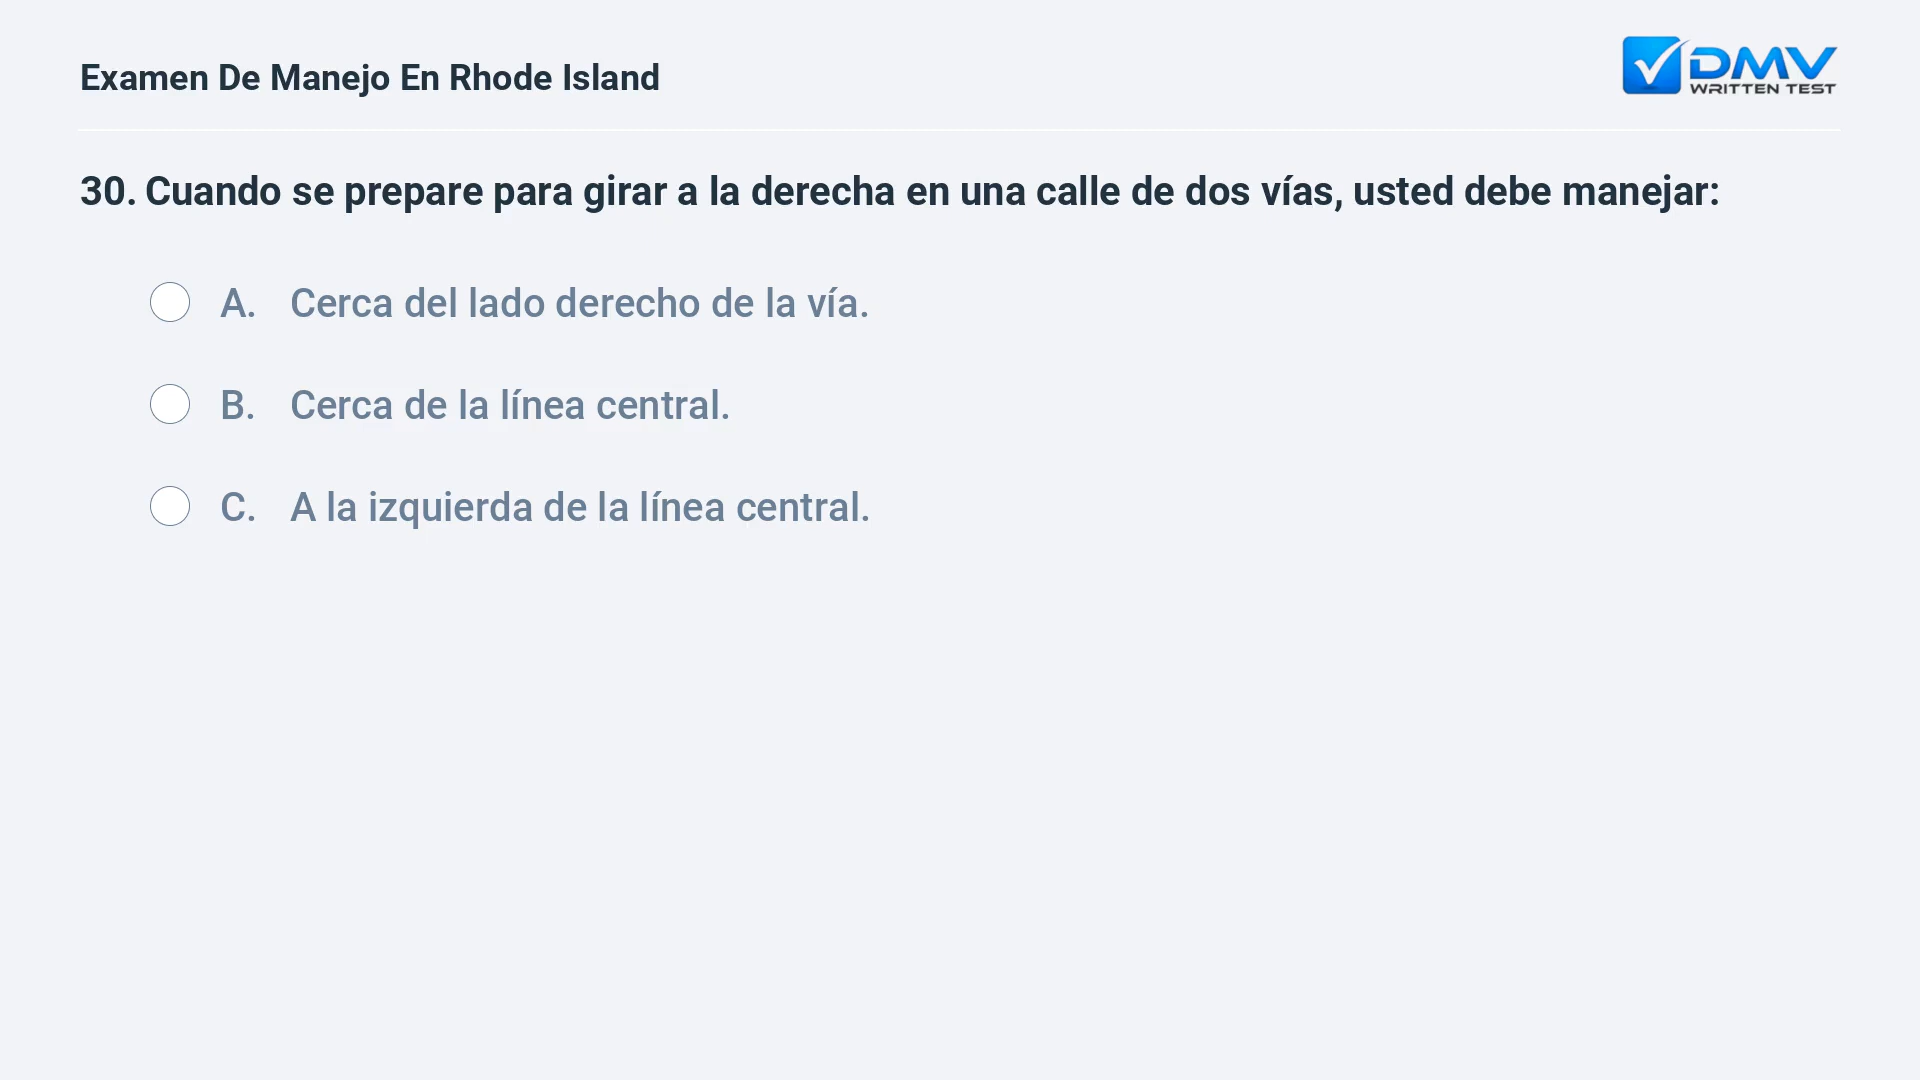 Examen De Manejo En Rhode Island
DMV
WRITTEN TEST
30. Cuando se prepare para girar a la derecha en una calle de dos vías, usted debe manejar:
A. Cerca del lado derecho de la vía.
B. Cerca de la línea central.
C. A la izquierda de la línea central.